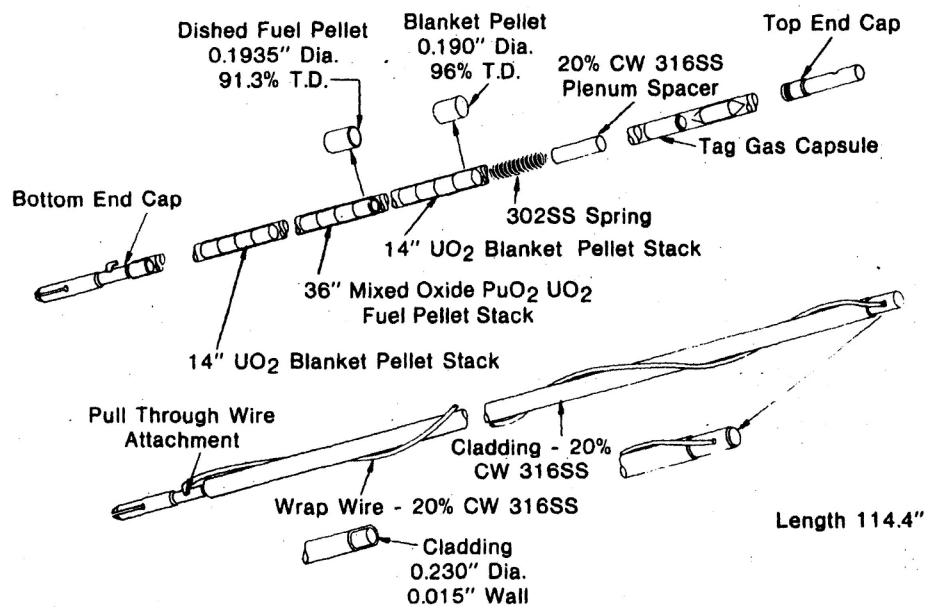 Dished Fuel Pellet
0.1935" Dia.
91.3% T.D.
Blanket Pellet
0.190" Dia.
96% T.D.
20% CW 316SS
Plenum Spacer
Top End Cap
Tag Gas Capsule
302SS Spring
Bottom End Cap
14" UO2 Blanket Pellet Stack
36" Mixed Oxide PuO2 UO2
Fuel Pellet Stack
14" UO2 Blanket Pellet Stack
Pull Through Wire
Attachment
Cladding - 20%
CW 316SS
Wrap Wire - 20% CW 316SS
Length 114.4"
Cladding
0.230" Dia.
0.015" Wall